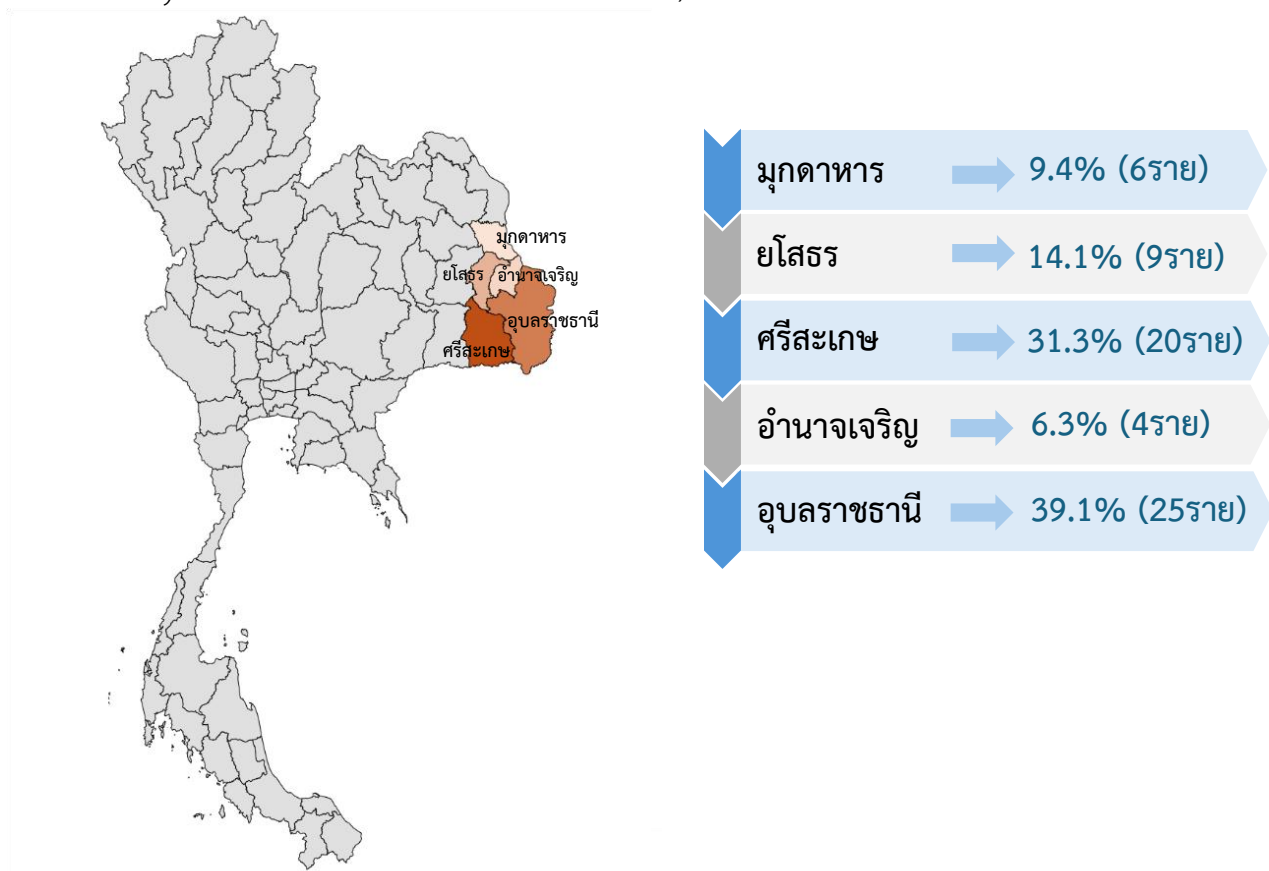 มุกดาหาร
ยโสธร อำนาจเจริญ
อุบลราชธานี
ศรีสะเกษ
มุกดาหาร 9.4% (6ราย)
ยโสธร 14.1% (9ราย)
ศรีสะเกษ 31.3% (20ราย)
อำนาจเจริญ 6.3% (4ราย)
อุบลราชธานี 39.1% (25ราย)